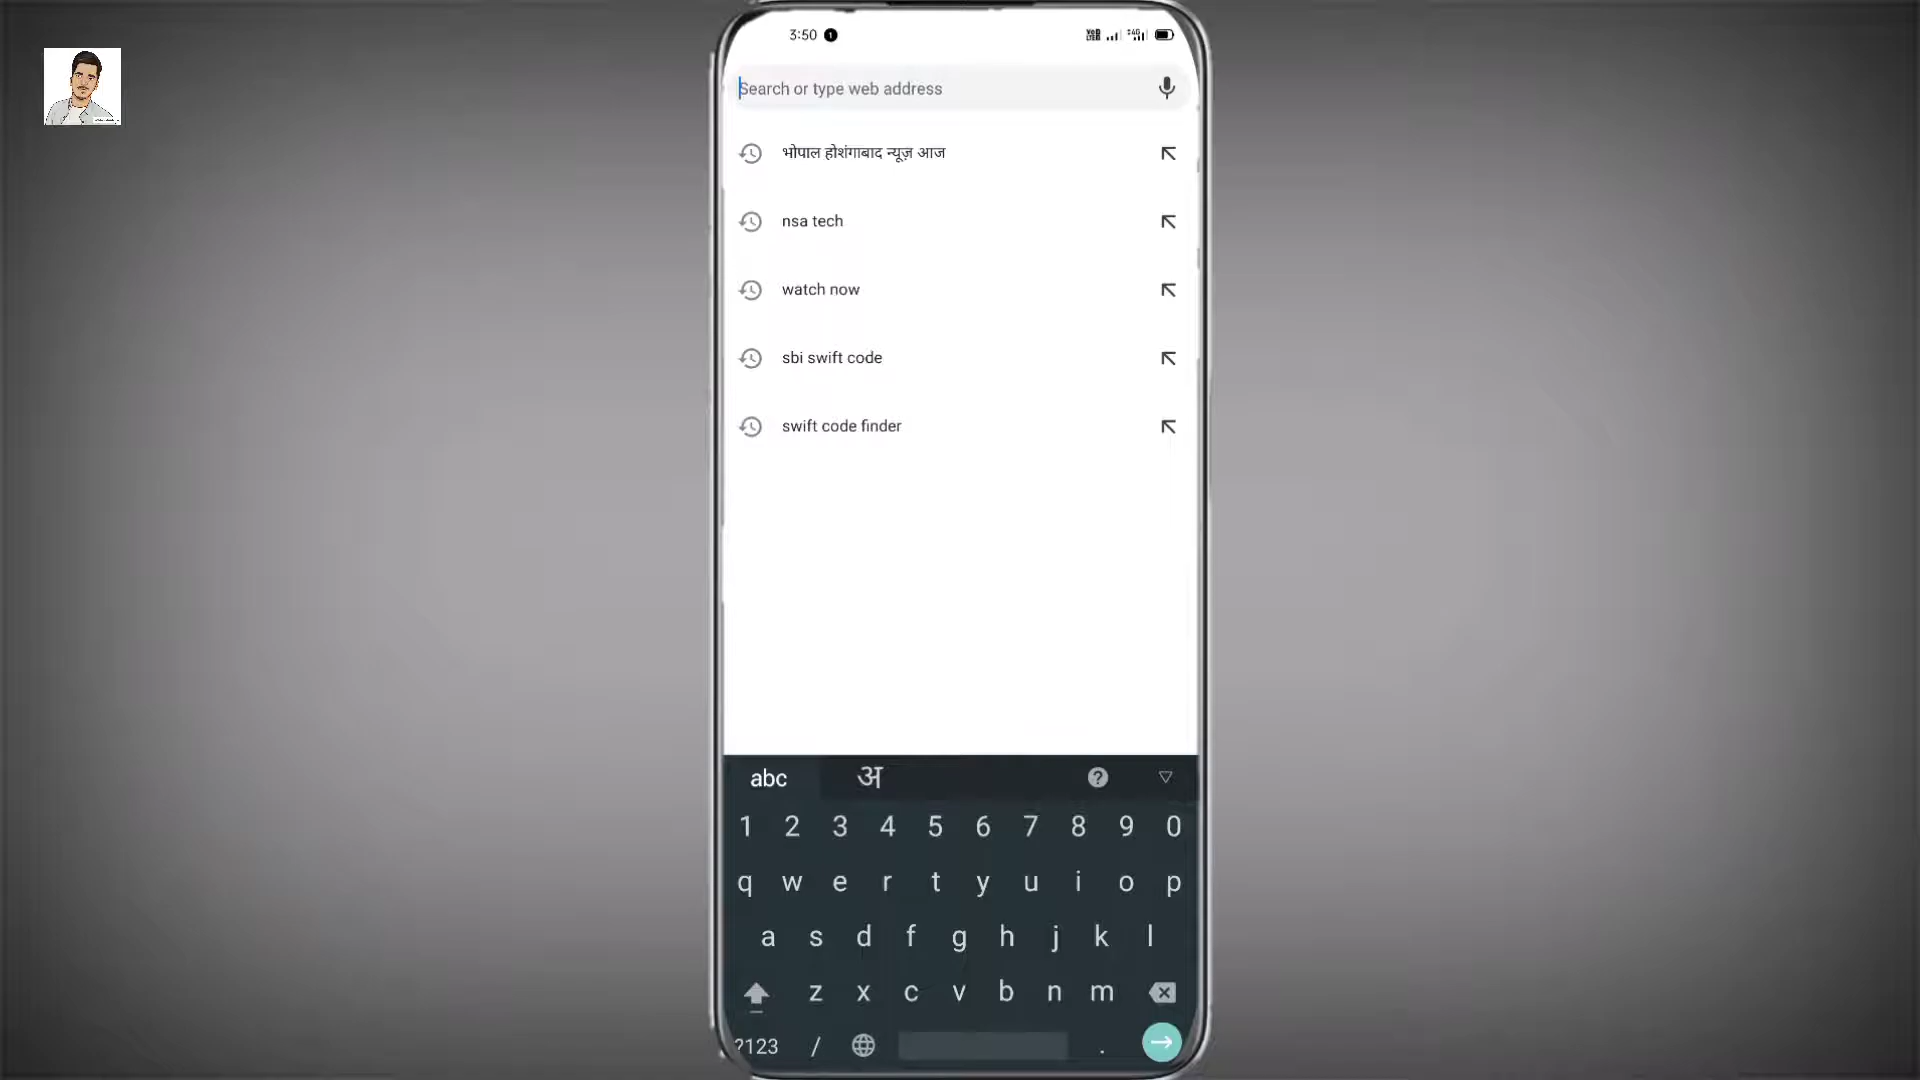 3:50
Search or type web address
भोपाल होशंगाबाद न्यूज़ आज
nsa tech
watch now
sbi swift code
swift code finder
abc अ
1 2 3 4 5 6 7 8 9 0
q w e r t y u i o p
a s d f g h j k l
z x c v b n m
?123 / .